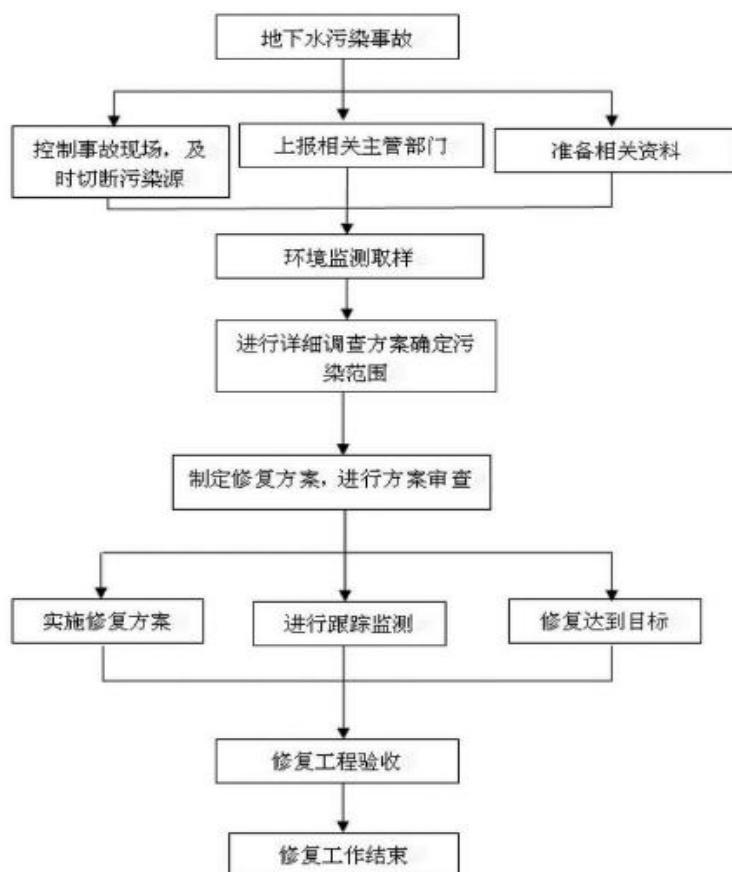 地下水污染事故
控制事故现场，及
时切断污染源
上报相关主管部门
准备相关资料
环境监测取样
进行详细调查方案确定污
染范围
制定修复方案，进行方案审查
实施修复方案
进行跟踪监测
修复达到目标
修复工程验收
修复工作结束